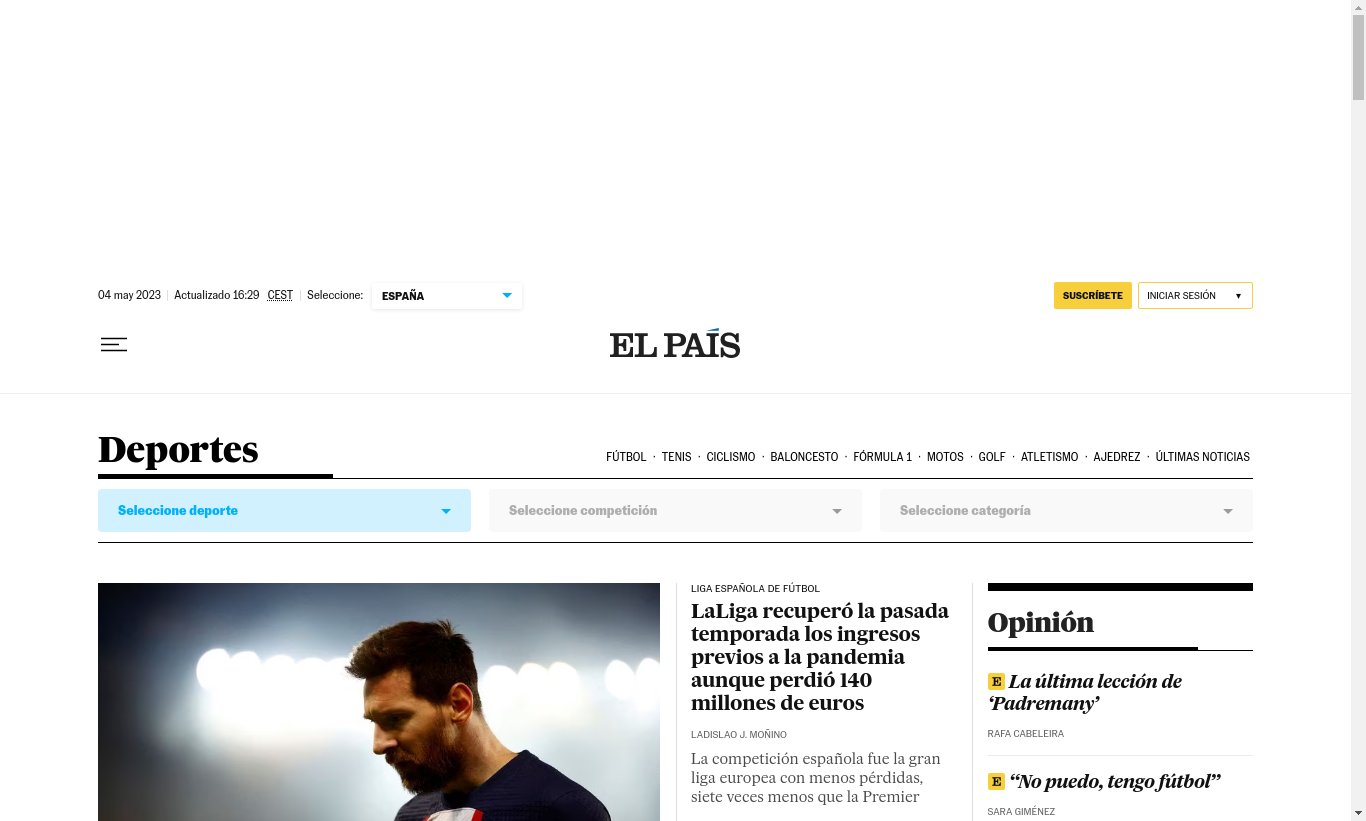 04 may 2023 Actualizado 16:29 CEST Seleccione: ESPAÑA
SUSCRÍBETE
INICIAR SESIÓN ▼
EL PAÍS
Deportes
FÚTBOL · TENIS · CICLISMO · BALONCESTO · FÓRMULA 1 · MOTOS · GOLF · ATLETISMO · AJEDREZ · ÚLTIMAS NOTICIAS
Seleccione deporte
Seleccione competición
Seleccione categoría
LIGA ESPAÑOLA DE FÚTBOL
LaLiga recuperó la pasada
temporada los ingresos
previos a la pandemia
aunque perdió 140
millones de euros
LADISLAO J. MOÑINO
La competición española fue la gran
liga europea con menos pérdidas,
siete veces menos que la Premier
Opinión
E La última lección de
‘Padremany’
RAFA CABELEIRA
E “No puedo, tengo fútbol”
SARA GIMÉNEZ